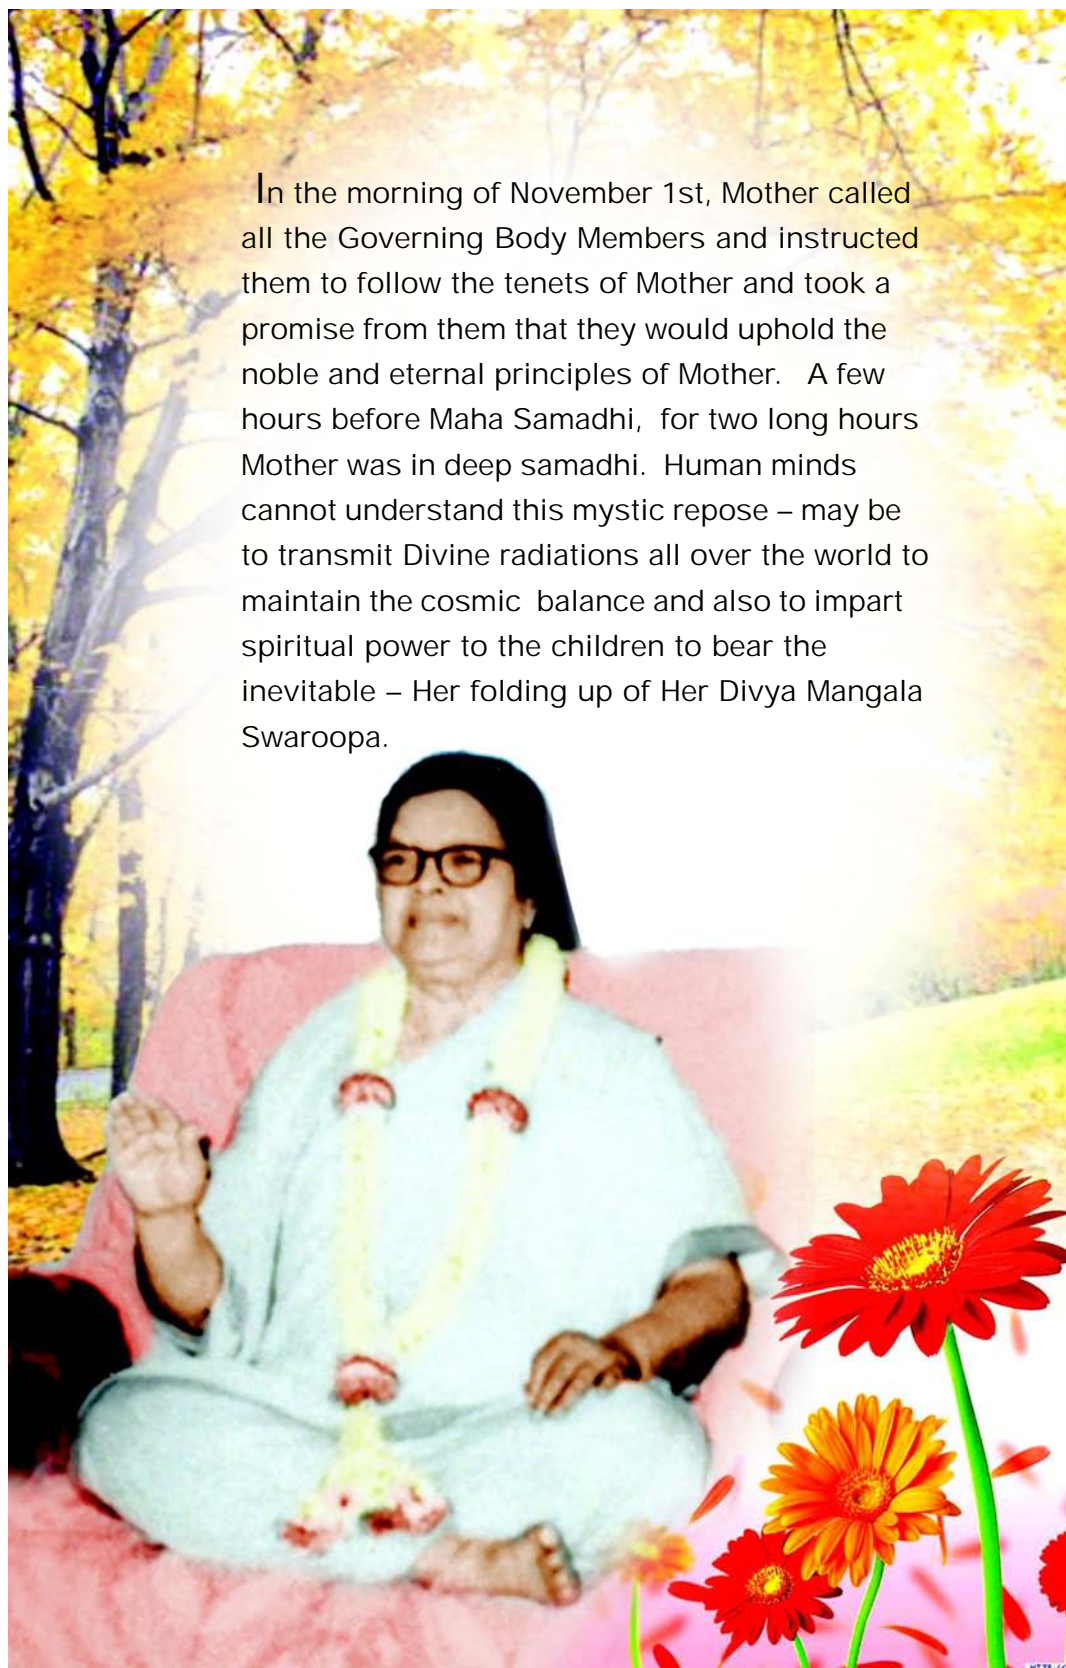 In the morning of November 1st, Mother called
all the Governing Body Members and instructed
them to follow the tenets of Mother and took a
promise from them that they would uphold the
noble and eternal principles of Mother. A few
hours before Maha Samadhi, for two long hours
Mother was in deep samadhi. Human minds
cannot understand this mystic repose – may be
to transmit Divine radiations all over the world to
maintain the cosmic balance and also to impart
spiritual power to the children to bear the
inevitable – Her folding up of Her Divya Mangala
Swaroopa.